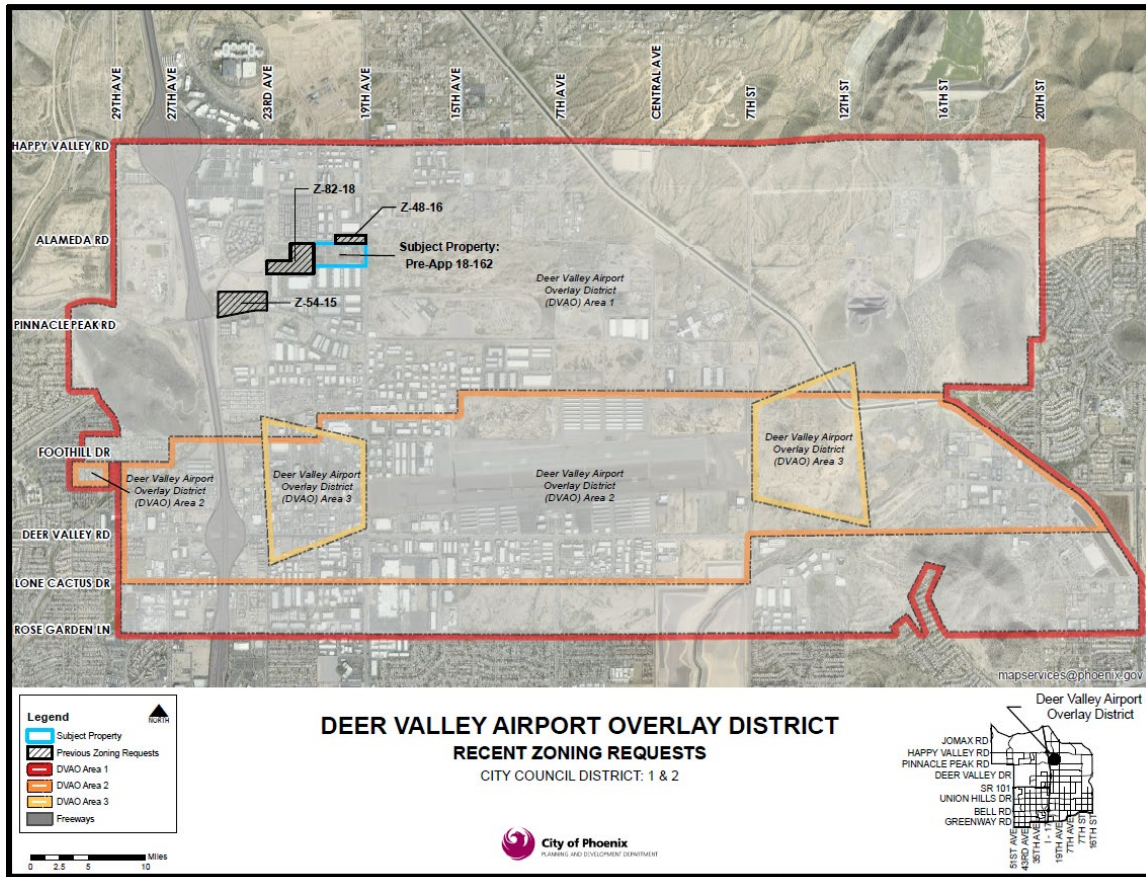 29TH AVE
27TH AVE
23RD AVE
19TH AVE
15TH AVE
7TH AVE
CENTRAL AVE
7TH ST
12TH ST
16TH ST
20TH ST
HAPPY VALLEY RD
Z-82-18
Z-48-16
ALAMEDA RD
Subject Property:
Pre-App 18-162
Deer Valley Airport
Overlay District
(DVAO) Area 1
Z-54-15
PINNACLE PEAK RD
FOOTHILL DR
Deer Valley Airport
Overlay District
(DVAO) Area 2
Deer Valley Airport
Overlay District
(DVAO) Area 3
Deer Valley Airport
Overlay District
(DVAO) Area 2
Deer Valley Airport
Overlay District
(DVAO) Area 3
DEER VALLEY RD
LONE CACTUS DR
ROSE GARDEN LN
mapservices@phoenix.gov
Legend
NORTH
Subject Property
Previous Zoning Requests
DVAO Area 1
DVAO Area 2
DVAO Area 3
Freeways
Miles
0 2.5 5 10
DEER VALLEY AIRPORT OVERLAY DISTRICT
RECENT ZONING REQUESTS
CITY COUNCIL DISTRICT: 1 & 2
City of Phoenix
PLANNING AND DEVELOPMENT DEPARTMENT
Deer Valley Airport
Overlay District
JOMAX RD
HAPPY VALLEY RD
PINNACLE PEAK RD
DEER VALLEY DR
SR 101
UNION HILLS DR
BELL RD
GREENWAY RD
51ST AVE
43RD AVE
35TH AVE
I - 17
19TH AVE
7TH AVE
7TH ST
16TH ST